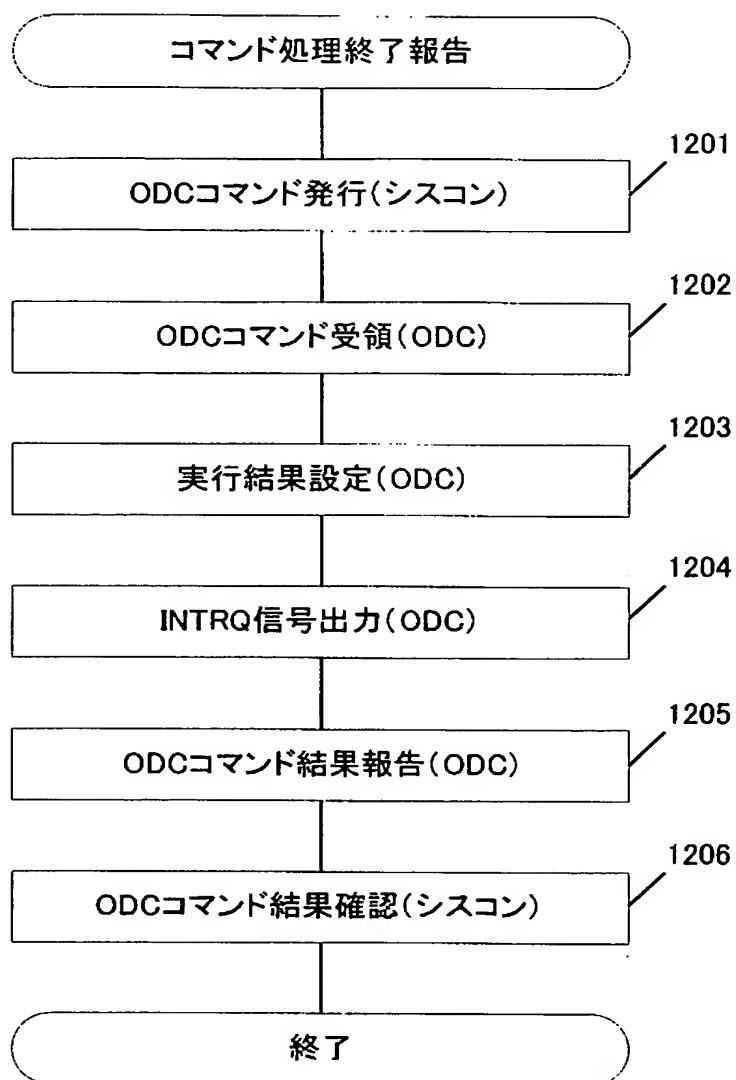 コマンド処理終了報告
1201
ODCコマンド発行(シスコン)
1202
ODCコマンド受領(ODC)
1203
実行結果設定(ODC)
1204
INTRQ信号出力(ODC)
1205
ODCコマンド結果報告(ODC)
1206
ODCコマンド結果確認(シスコン)
終了